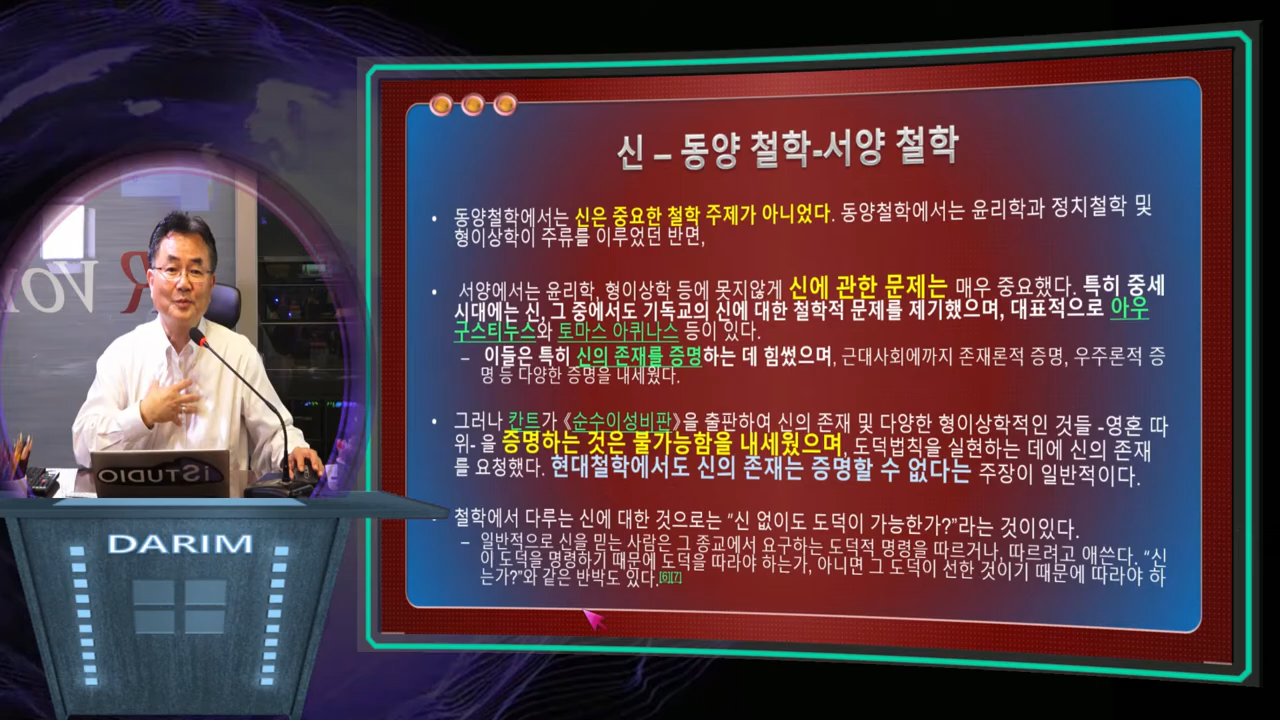 신 – 동양 철학-서양 철학
• 동양철학에서는 신은 중요한 철학 주제가 아니었다. 동양철학에서는 윤리학과 정치철학 및
형이상학이 주류를 이루었던 반면,
• 서양에서는 윤리학, 형이상학 등에 못지않게 신에 관한 문제는 매우 중요했다. 특히 중세
시대에는 신, 그 중에서도 기독교의 신에 대한 철학적 문제를 제기했으며, 대표적으로 아우
구스티누스와 토마스 아퀴나스 등이 있다.
– 이들은 특히 신의 존재를 증명하는 데 힘썼으며, 근대사회에까지 존재론적 증명, 우주론적 증
명 등 다양한 증명을 내세웠다.
• 그러나 칸트가 《순수이성비판》을 출판하여 신의 존재 및 다양한 형이상학적인 것들 -영혼 따
위- 을 증명하는 것은 불가능함을 내세웠으며, 도덕법칙을 실현하는 데에 신의 존재
를 요청했다. 현대철학에서도 신의 존재는 증명할 수 없다는 주장이 일반적이다.
철학에서 다루는 신에 대한 것으로는 “신 없이도 도덕이 가능한가?”라는 것이있다.
– 일반적으로 신을 믿는 사람은 그 종교에서 요구하는 도덕적 명령을 따르거나, 따르려고 애쓴다. “신
이 도덕을 명령하기 때문에 도덕을 따라야 하는가, 아니면 그 도덕이 선한 것이기 때문에 따라야 하
는가?”와 같은 반박도 있다.[6][7]
iSTUDIO
DARIM